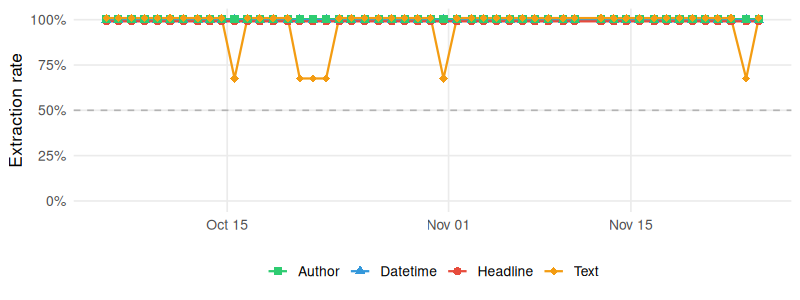 100%
75%
50%
25%
0%
Extraction rate
Oct 15 Nov 01 Nov 15
Author Datetime Headline Text